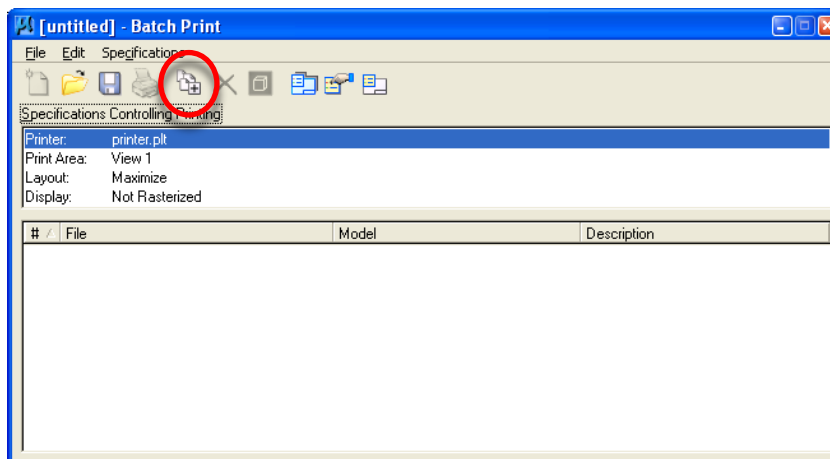 [untitled] - Batch Print
File Edit Specifications
Specifications Controlling Printing
Printer: printer.plt
Print Area: View 1
Layout: Maximize
Display: Not Rasterized
# File Model Description